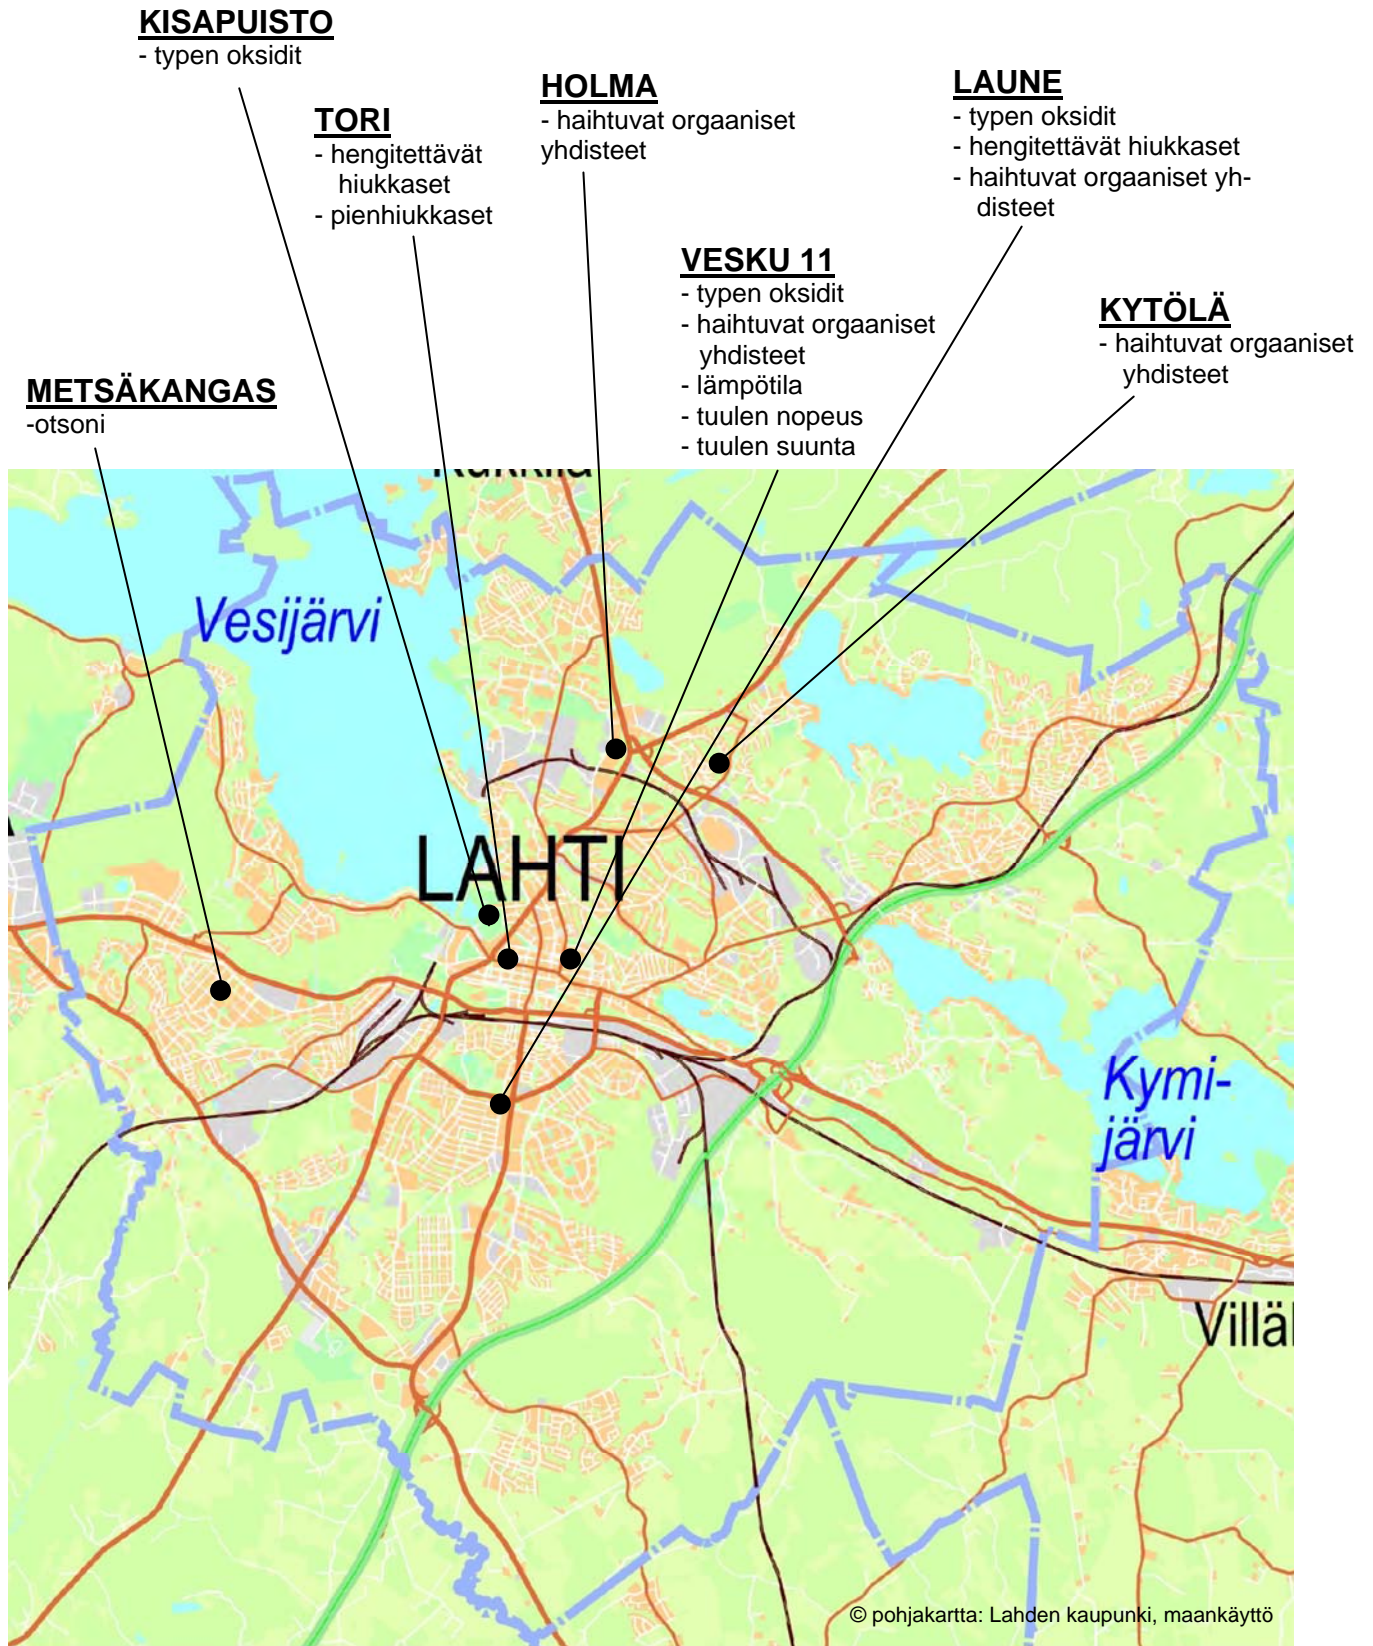 KISAPUISTO
- typen oksidit
TORI
- hengitettävät
hiukkaset
- pienhiukkaset
HOLMA
- haihtuvat orgaaniset
yhdisteet
LAUNE
- typen oksidit
- hengitettävät hiukkaset
- haihtuvat orgaaniset yh-
disteet
VESKU 11
- typen oksidit
- haihtuvat orgaaniset
yhdisteet
- lämpötila
- tuulen nopeus
- tuulen suunta
KYTÖLÄ
- haihtuvat orgaaniset
yhdisteet
METSÄKANGAS
-otsoni
Vesijärvi
LAHTI
Kymi-
järvi
Villäl
© pohjakartta: Lahden kaupunki, maankäyttö